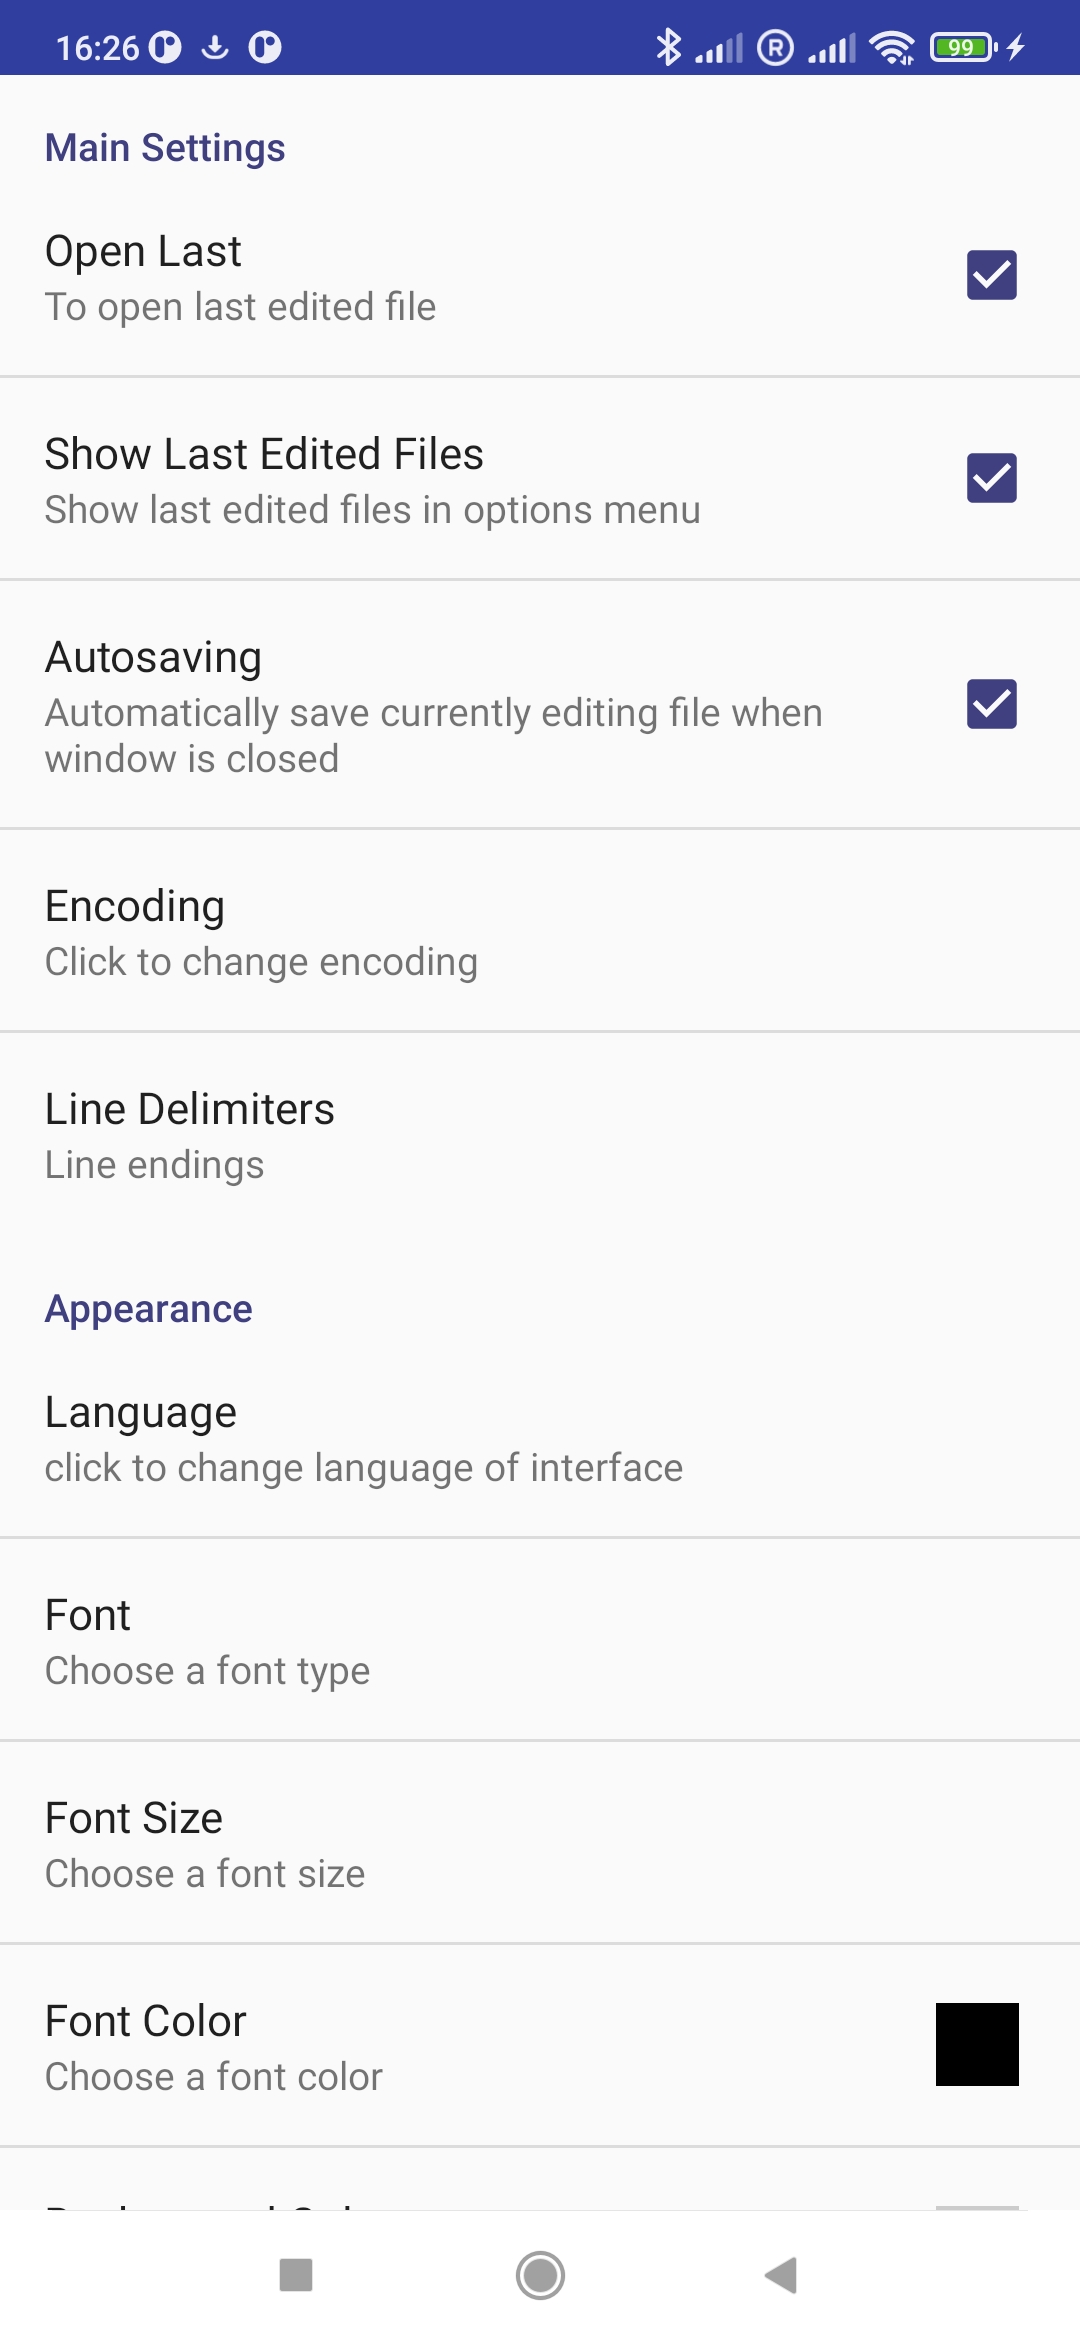 16:26
99
Main Settings
Open Last
To open last edited file
Show Last Edited Files
Show last edited files in options menu
Autosaving
Automatically save currently editing file when
window is closed
Encoding
Click to change encoding
Line Delimiters
Line endings
Appearance
Language
click to change language of interface
Font
Choose a font type
Font Size
Choose a font size
Font Color
Choose a font color